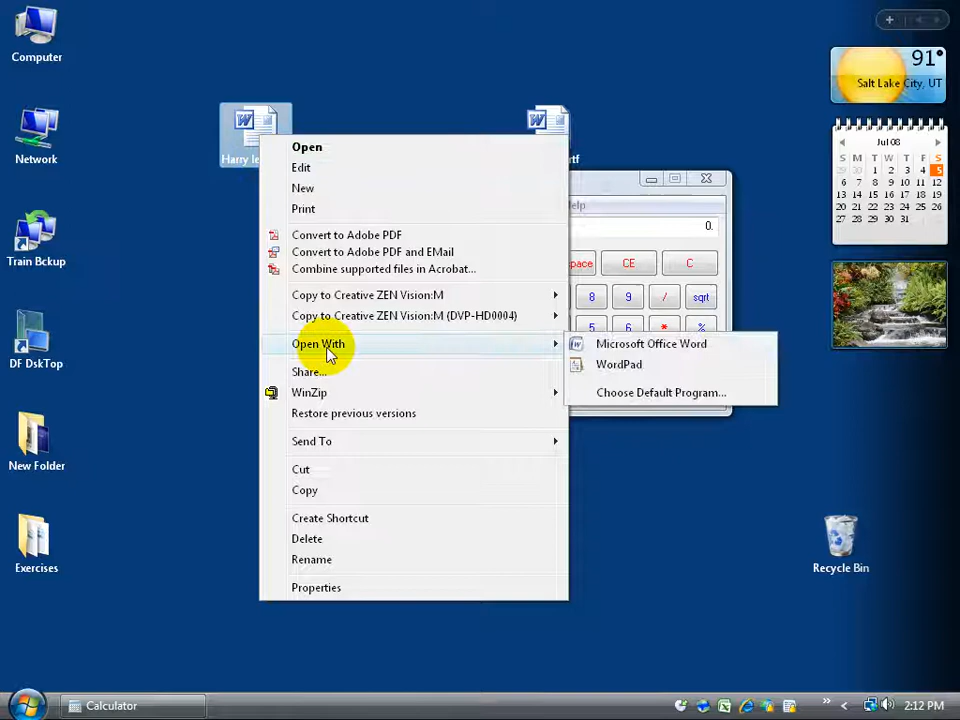 Computer
Network
Train Bckup
DF DskTop
New Folder
Exercises
Harry le
rtf
Open
Edit
New
Print
Convert to Adobe PDF
Convert to Adobe PDF and EMail
Combine supported files in Acrobat...
Copy to Creative ZEN Vision:M
Copy to Creative ZEN Vision:M (DVP-HD0004)
Open With
Share...
WinZip
Restore previous versions
Send To
Cut
Copy
Create Shortcut
Delete
Rename
Properties
Microsoft Office Word
WordPad
Choose Default Program...
Help
0.
pace CE C
8 9 / sqrt
5 6 * %
91°
Salt Lake City, UT
Jul 08
S M T W T F S
29 30 1 2 3 4 5
6 7 8 9 10 11 12
13 14 15 16 17 18 19
20 21 22 23 24 25 26
27 28 29 30 31
Recycle Bin
Calculator
2:12 PM